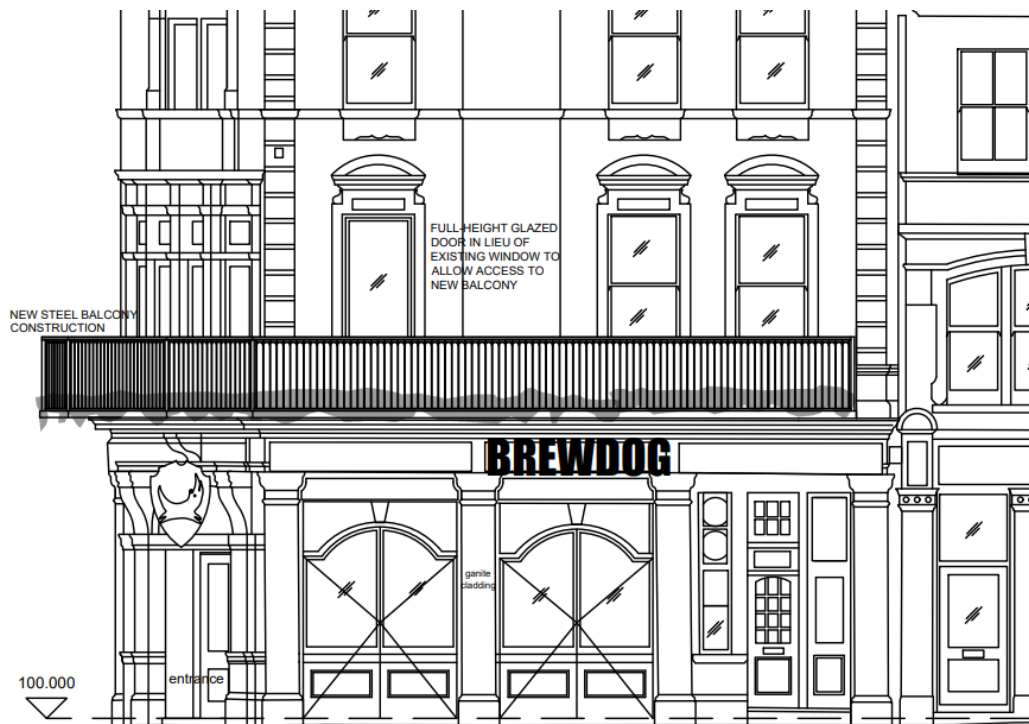 FULL-HEIGHT GLAZED
DOOR IN LIEU OF
EXISTING WINDOW TO
ALLOW ACCESS TO
NEW BALCONY
NEW STEEL BALCONY
CONSTRUCTION
BREWDOG
ganite
cladding
entrance
100.000